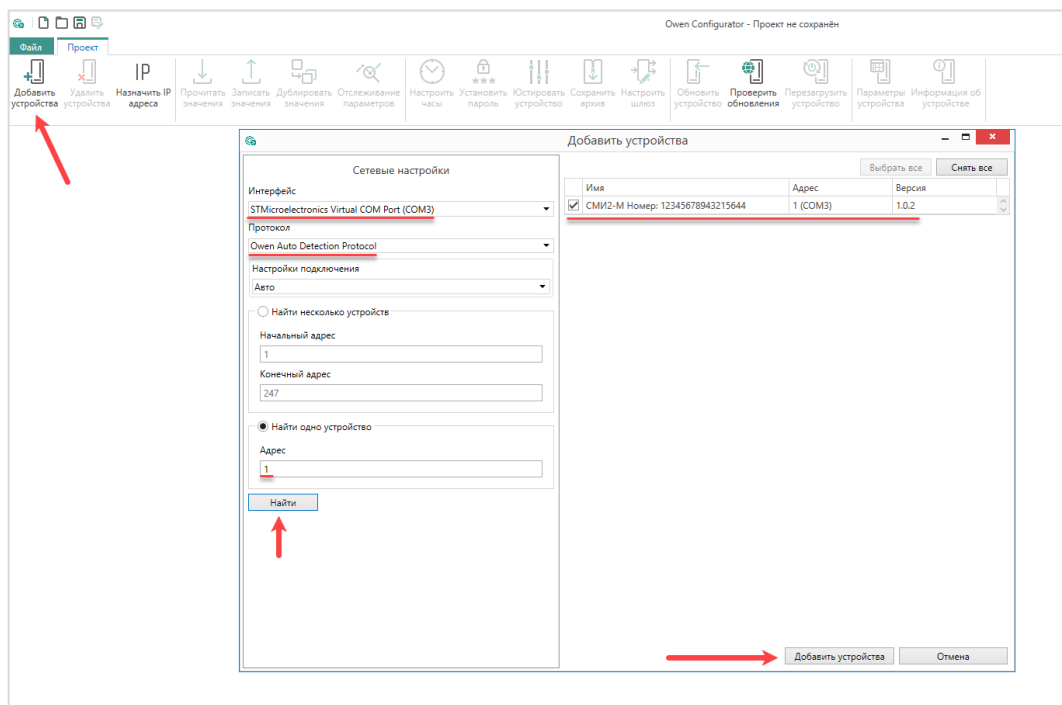 Owen Configurator - Проект не сохранён
Файл Проект
Добавить устройства
Удалить устройства
Назначить IP адреса
Прочитать значения
Записать значения
Дублировать значения
Отслеживание параметров
Настроить часы
Установить пароль
Юстировать устройство
Сохранить архив
Настроить шлюз
Обновить устройство
Проверить обновления
Перезагрузить устройство
Параметры устройства
Информация об устройстве
Добавить устройства
Сетевые настройки
Интерфейс
STMicroelectronics Virtual COM Port (COM3)
Протокол
Owen Auto Detection Protocol
Настройки подключения
Авто
Найти несколько устройств
Начальный адрес
1
Конечный адрес
247
Найти одно устройство
Адрес
1
Найти
Выбрать все Снять все
Имя Адрес Версия
СМИ2-М Номер: 12345678943215644 1 (COM3) 1.0.2
Добавить устройства Отмена